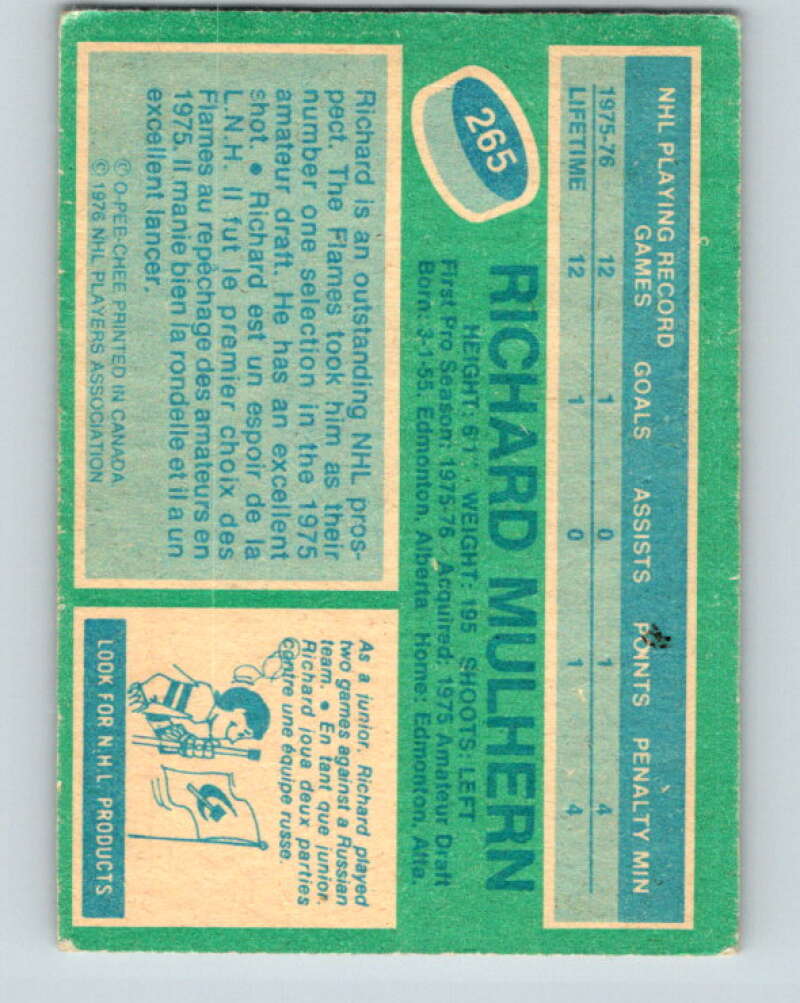 NHL PLAYING RECORD
GAMES GOALS ASSISTS POINTS PENALTY MIN
1975-76 12 1 0 1 4
LIFETIME 12 1 0 1 4
265
RICHARD MULHERN
HEIGHT: 6'1" WEIGHT: 195 SHOOTS: LEFT
First Pro Season: 1975-76 Acquired: 1975 Amateur Draft
Born: 3-1-55, Edmonton, Alberta Home: Edmonton, Alta.
Richard is an outstanding NHL pros-
pect. The Flames took him as their
number one selection in the 1975
amateur draft. He has an excellent
shot. • Richard est un espoir de la
L.N.H. Il fut le premier choix des
Flames au repêchage des amateurs en
1975. Il manie bien la rondelle et il a un
excellent lancer.
© O-PEE-CHEE PRINTED IN CANADA
© 1976 NHL PLAYERS ASSOCIATION
As a junior, Richard played
two games against a Russian
team. • En tant que junior,
Richard joua deux parties
contre une équipe russe.
LOOK FOR N.H.L. PRODUCTS